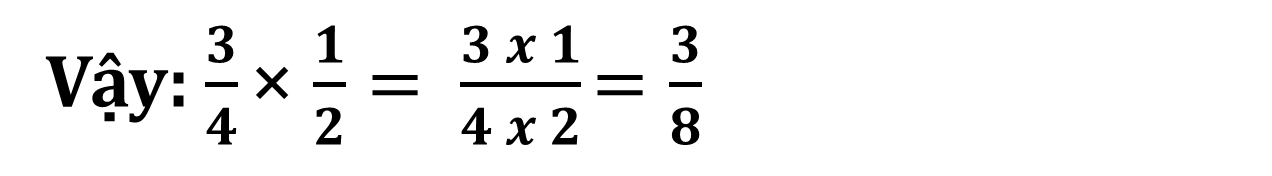 Vậy: 3/4 × 1/2 = 3 x 1/4 x 2 = 3/8